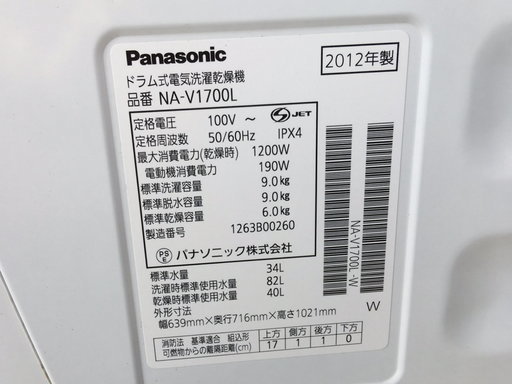 Panasonic
2012年製
ドラム式電気洗濯乾燥機
品番 NA-V1700L
定格電圧 100V ～ S JET
定格周波数 50/60Hz IPX4
最大消費電力(乾燥時) 1200W
電動機消費電力 190W
標準洗濯容量 9.0kg
標準脱水容量 9.0kg
標準乾燥容量 6.0kg
製造番号 1263B00260
PS E パナソニック株式会社
標準水量 34L
洗濯時標準使用水量 82L
乾燥時標準使用水量 40L
外形寸法
幅639mm×奥行716mm×高さ1021mm
消防法 基準適合 組込形 上方 側方 後方 下方
可燃物からの離隔距離(cm) 17 1 1 0
NA-V1700L-W
W